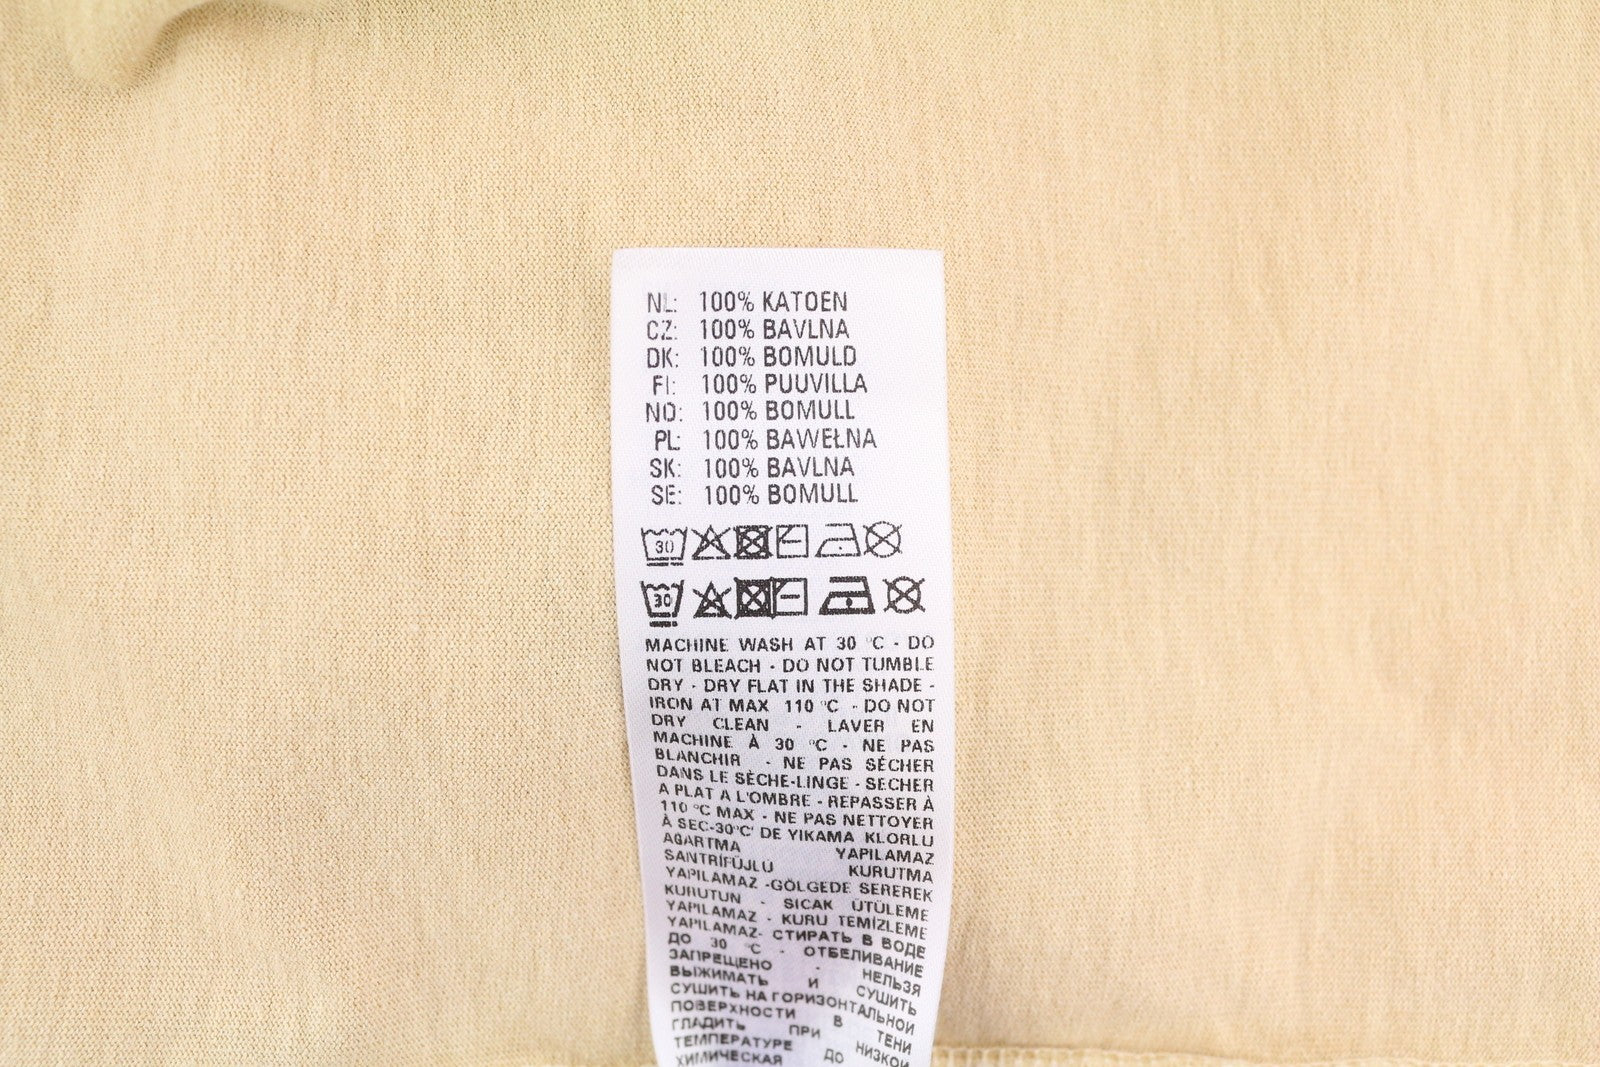 NL: 100% KATOEN
CZ: 100% BAVLNA
DK: 100% BOMULD
FI: 100% PUUVILLA
NO: 100% BOMULL
PL: 100% BAWEŁNA
SK: 100% BAVLNA
SE: 100% BOMULL
30
30
MACHINE WASH AT 30 °C - DO
NOT BLEACH - DO NOT TUMBLE
DRY - DRY FLAT IN THE SHADE -
IRON AT MAX 110 °C - DO NOT
DRY CLEAN - LAVER EN
MACHINE À 30 °C - NE PAS
BLANCHIR - NE PAS SÉCHER
DANS LE SÈCHE-LINGE - SECHER
A PLAT A L'OMBRE - REPASSER À
110 °C MAX - NE PAS NETTOYER
À SEC-30°C' DE YIKAMA KLORLU
AGARTMA YAPILAMAZ
SANTRİFÜJLÜ KURUTMA
YAPILAMAZ -GÖLGEDE SEREREK
KURUTUN - SICAK ÜTÜLEME
YAPILAMAZ - KURU TEMİZLEME
YAPILAMAZ- СТИРАТЬ В ВОДЕ
ДО 30 °C - ОТБЕЛИВАНИЕ
ЗАПРЕЩЕНО - НЕЛЬЗЯ
ВЫЖИМАТЬ И СУШИТЬ
СУШИТЬ НА ГОРИЗОНТАЛЬНОЙ
ПОВЕРХНОСТИ В ТЕНИ
ГЛАДИТЬ ПРИ НИЗКОЙ
ТЕМПЕРАТУРЕ ДО
ХИМИЧЕСКАЯ